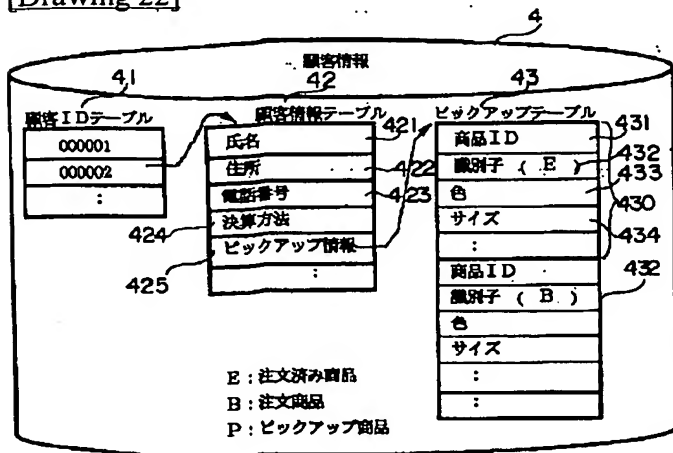 [Drawing 22]
4
顧客情報
41
42
43
顧客IDテーブル
000001
000002
:
顧客情報テーブル
氏名
421
住所
422
電話番号
423
決算方法
424
ピックアップ情報
425
:
ピックアップテーブル
商品ID
431
識別子 ( E )
432
色
433
430
サイズ
434
:
商品ID
識別子 ( B )
432
色
サイズ
:
:
E:注文済み商品
B:注文商品
P:ピックアップ商品